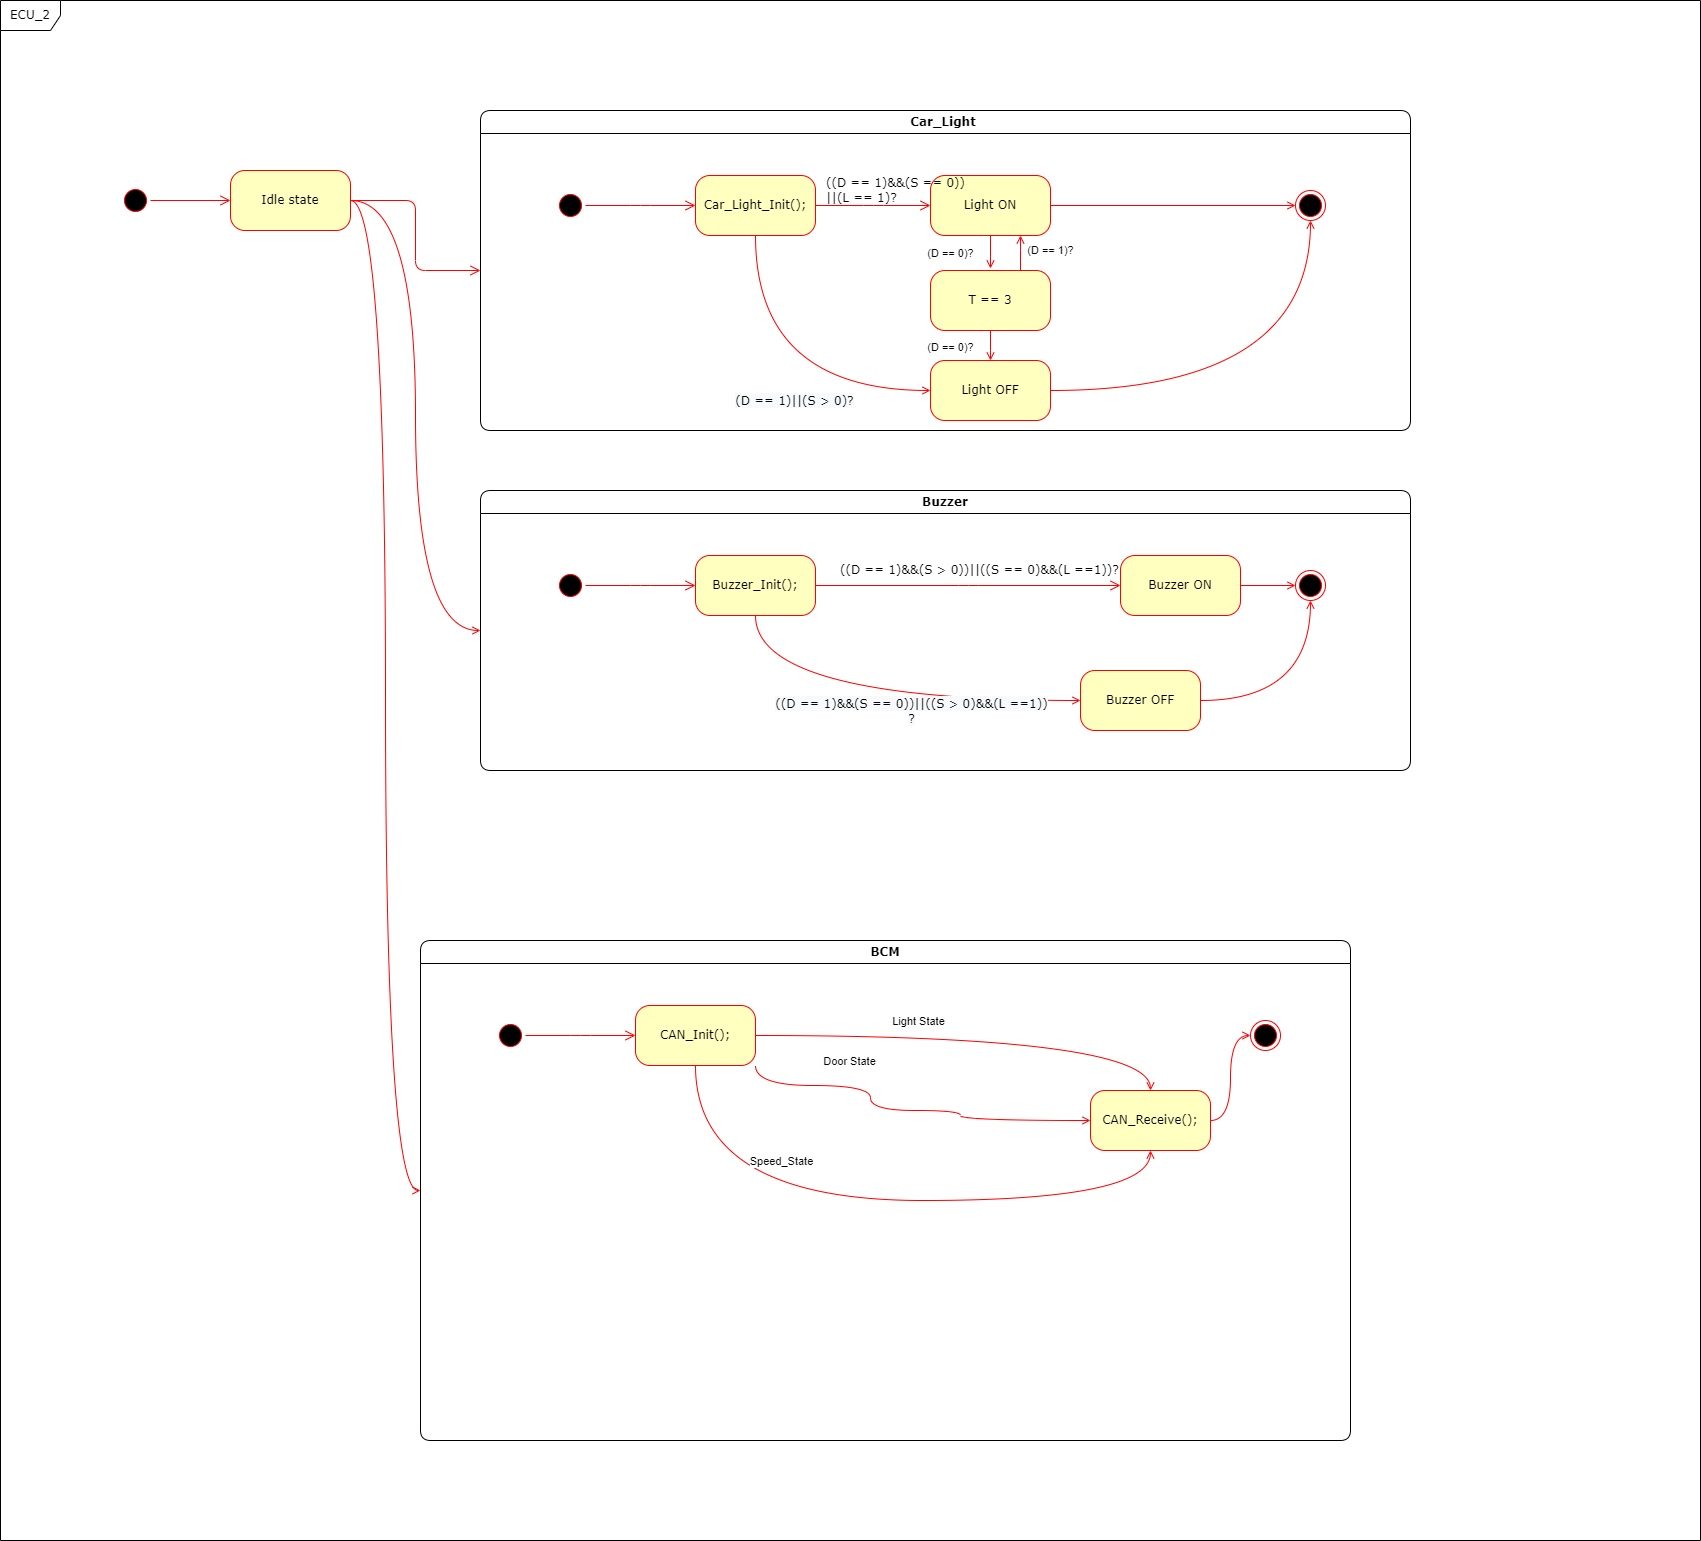 ECU_2
Idle state
Car_Light
Car_Light_Init();
((D == 1)&&(S == 0))
||(L == 1)?
Light ON
(D == 0)?
(D == 1)?
T == 3
(D == 0)?
Light OFF
(D == 1)||(S > 0)?
Buzzer
Buzzer_Init();
((D == 1)&&(S > 0))||((S == 0)&&(L ==1))?
Buzzer ON
((D == 1)&&(S == 0))||((S > 0)&&(L ==1))
?
Buzzer OFF
BCM
CAN_Init();
Light State
Door State
CAN_Receive();
Speed_State